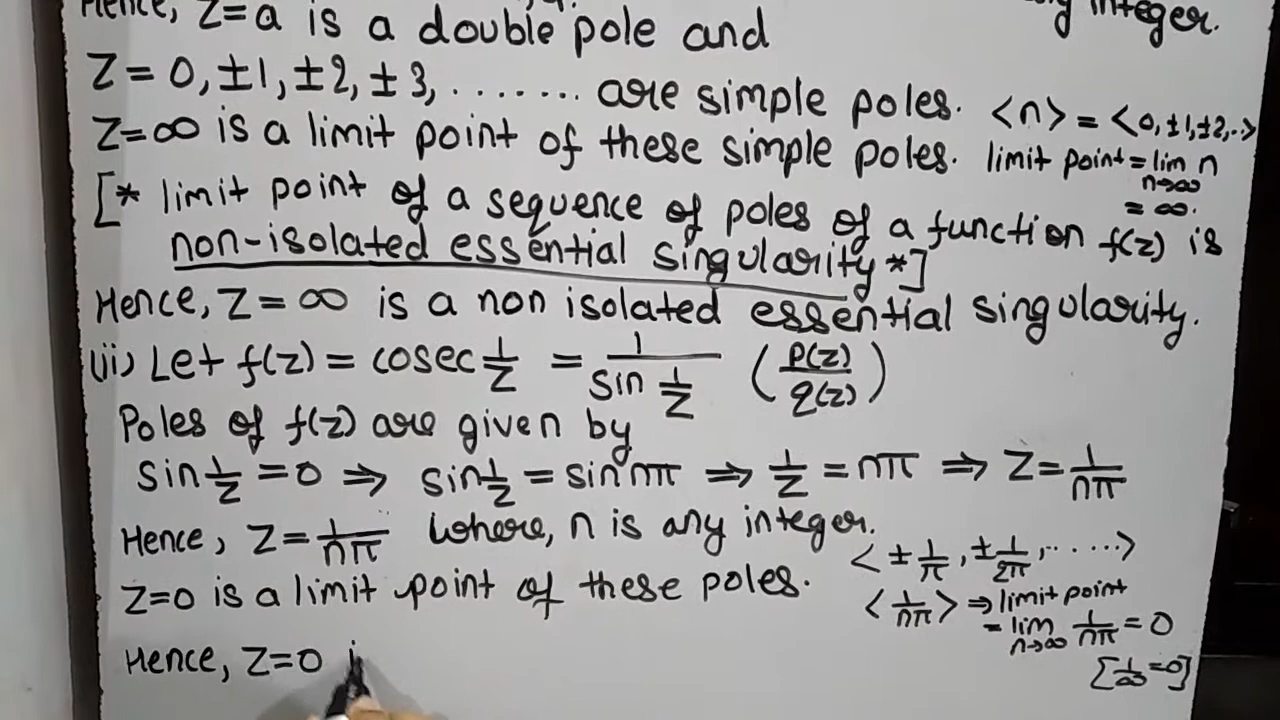 Hence, Z=a is a double pole and
integer.
Z=0, ±1, ±2, ±3, ....... are simple poles.
<n> = <0, ±1, ±2, ..>
Z=∞ is a limit point of these simple poles.
limit point = lim n
n→∞
= ∞.
[* limit point of a sequence of poles of a function f(z) is
non-isolated essential singularity *]
Hence, Z=∞ is a non isolated essential singularity.
(ii) Let f(z) = cosec 1/z = 1/sin 1/z (P(z)/q(z))
Poles of f(z) are given by
sin 1/z = 0 ⇒ sin 1/z = sin nπ ⇒ 1/z = nπ ⇒ Z = 1/nπ
Hence, Z = 1/nπ where, n is any integer.
<±1/π, ±1/2π, .....>
Z=0 is a limit point of these poles.
<1/nπ> ⇒ limit point
= lim 1/nπ = 0
n→∞
[1/∞=0]
Hence, Z=0 i